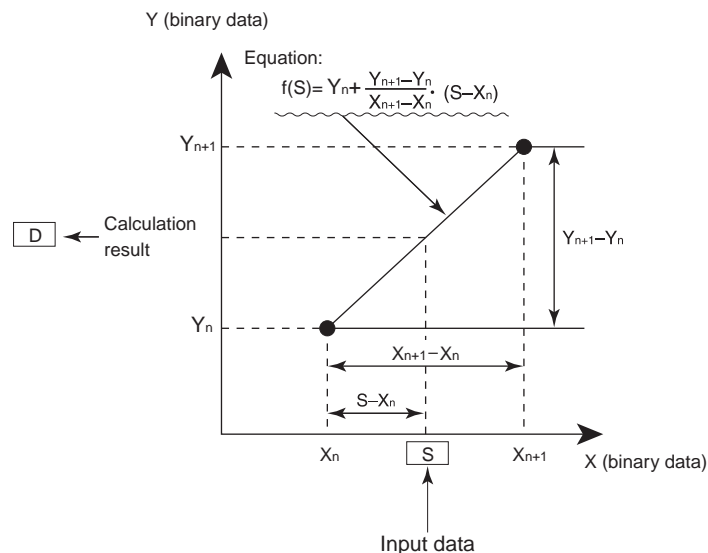 Y (binary data)
Equation:
f(S)= Yn+ Yn+1–Yn / Xn+1–Xn · (S–Xn)
Yn+1
D
Calculation
result
Yn+1–Yn
Yn
Xn+1–Xn
S–Xn
Xn
S
Xn+1
X (binary data)
Input data